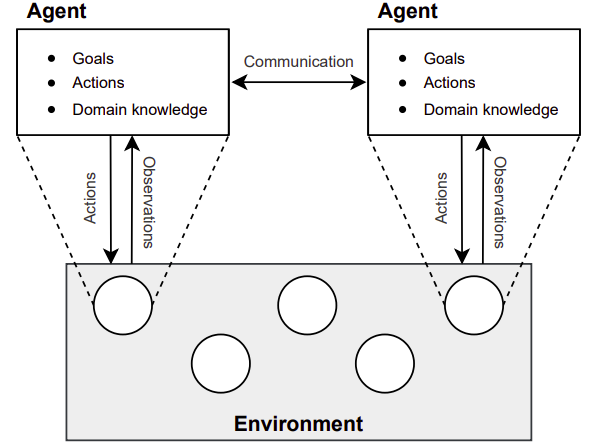 Agent
Agent
• Goals
• Actions
• Domain knowledge
Communication
• Goals
• Actions
• Domain knowledge
Actions
Observations
Actions
Observations
Environment